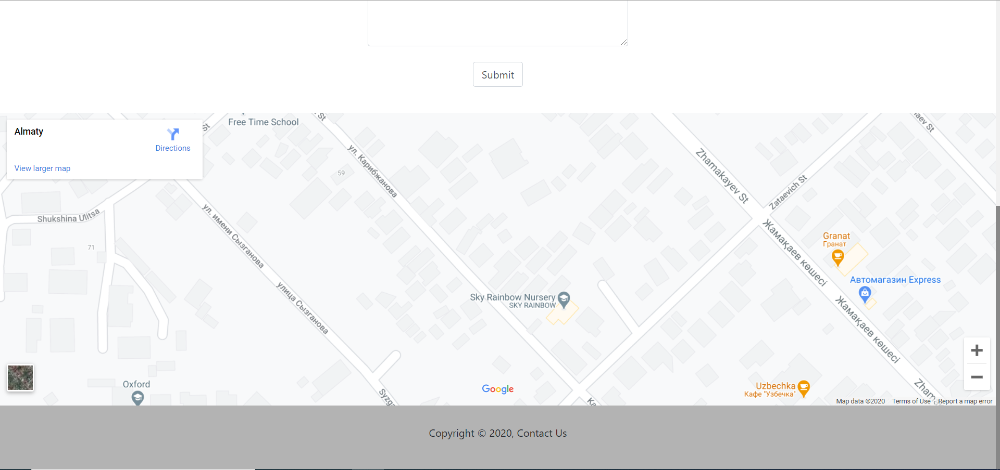 Submit
Almaty
Directions
View larger map
St
Free Time School
St
aev St
59
ул. Карибжанова
Zhamakayev St
Zataevich St
Shukshina Ulitsa
ул. имени Сызганова
71
Жамақаев көшесі
Granat
Гранат
Автомагазин Express
улица Сызганова
Sky Rainbow Nursery
SKY RAINBOW
Жамақаев көшесі
Oxford
Google
Uzbechka
Кафе "Узбечка"
Syzga
Ka
Zhama
Map data ©2020
Terms of Use
Report a map error
Copyright © 2020, Contact Us